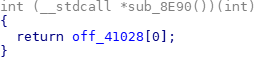 int (__stdcall *sub_8E90())(int)
{
  return off_41028[0];
}